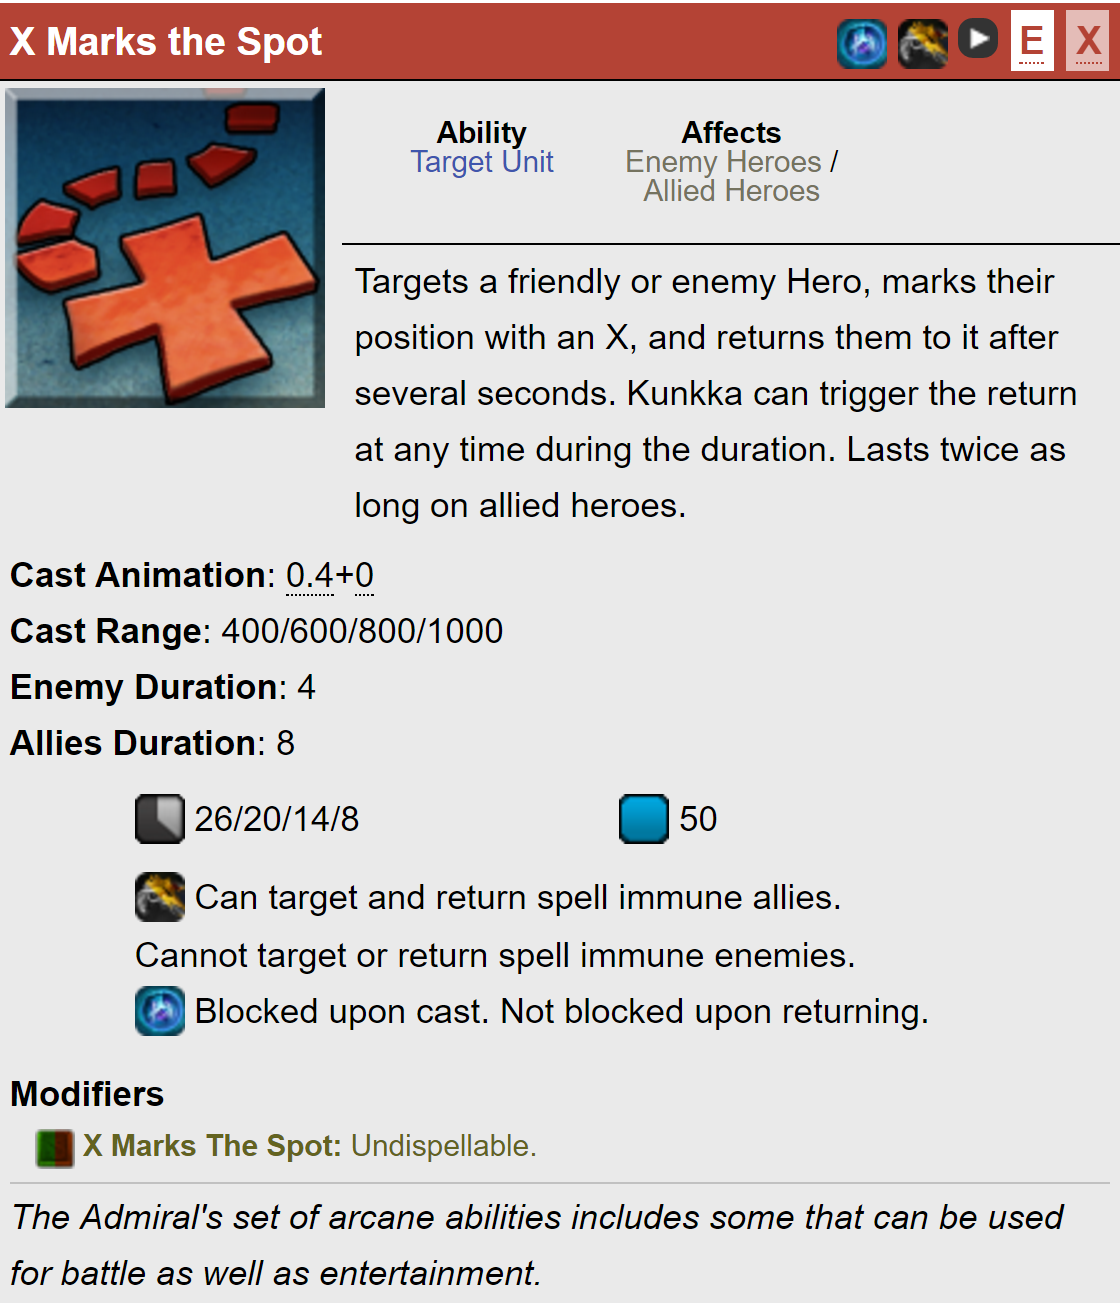 X Marks the Spot
E
X
Ability
Target Unit
Affects
Enemy Heroes /
Allied Heroes
Targets a friendly or enemy Hero, marks their
position with an X, and returns them to it after
several seconds. Kunkka can trigger the return
at any time during the duration. Lasts twice as
long on allied heroes.
Cast Animation: 0.4+0
Cast Range: 400/600/800/1000
Enemy Duration: 4
Allies Duration: 8
26/20/14/8
50
Can target and return spell immune allies.
Cannot target or return spell immune enemies.
Blocked upon cast. Not blocked upon returning.
Modifiers
X Marks The Spot: Undispellable.
The Admiral's set of arcane abilities includes some that can be used
for battle as well as entertainment.